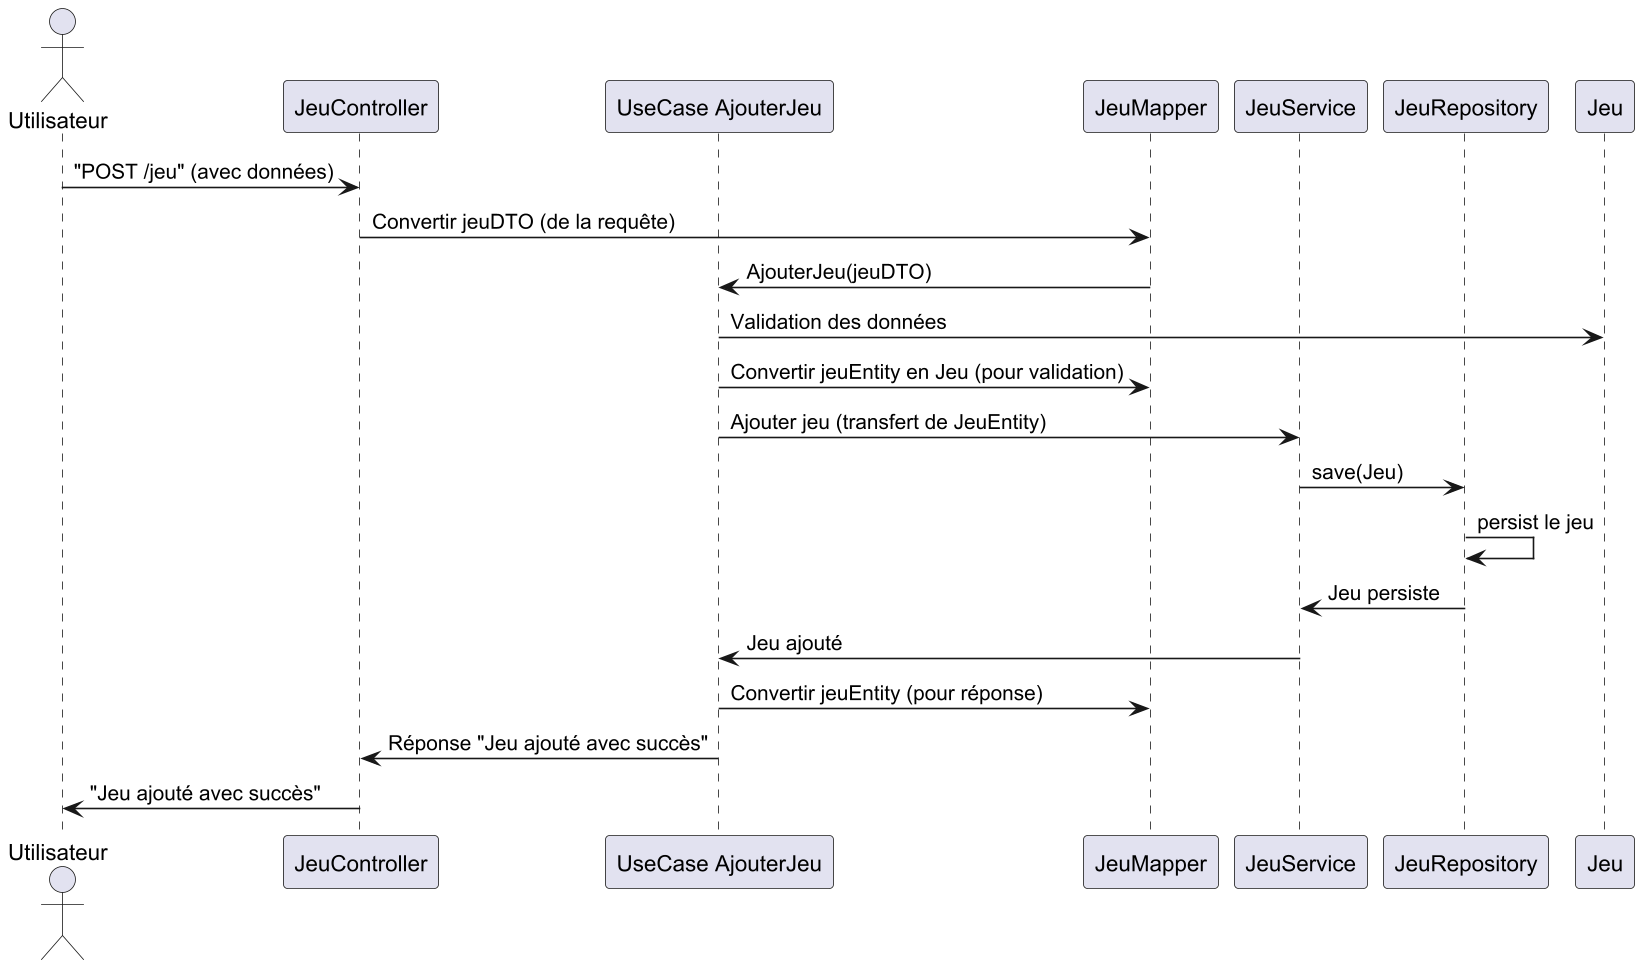 Utilisateur
JeuController
UseCase AjouterJeu
JeuMapper
JeuService
JeuRepository
Jeu
"POST /jeu" (avec données)
Convertir jeuDTO (de la requête)
AjouterJeu(jeuDTO)
Validation des données
Convertir jeuEntity en Jeu (pour validation)
Ajouter jeu (transfert de JeuEntity)
save(Jeu)
persist le jeu
Jeu persiste
Jeu ajouté
Convertir jeuEntity (pour réponse)
Réponse "Jeu ajouté avec succès"
"Jeu ajouté avec succès"
Utilisateur
JeuController
UseCase AjouterJeu
JeuMapper
JeuService
JeuRepository
Jeu